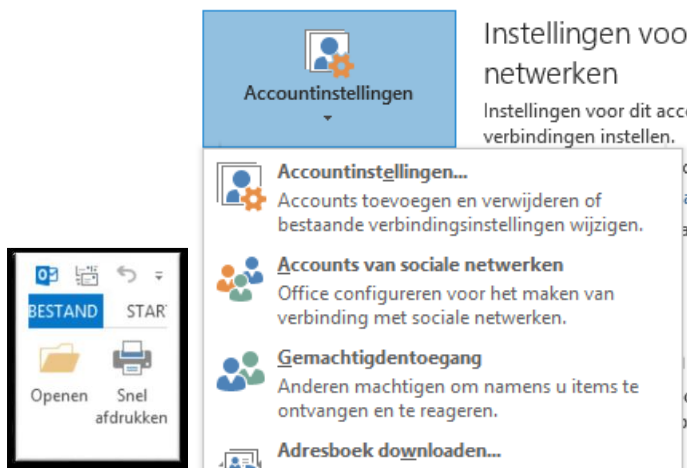 Accountinstellingen
Instellingen voo
netwerken
Instellingen voor dit acc
verbindingen instellen.
Accountinstellingen...
Accounts toevoegen en verwijderen of
bestaande verbindingsinstellingen wijzigen.
Accounts van sociale netwerken
Office configureren voor het maken van
verbinding met sociale netwerken.
Gemachtigdentoegang
Anderen machtigen om namens u items te
ontvangen en te reageren.
Adresboek downloaden...
BESTAND STAR
Openen Snel
afdrukken